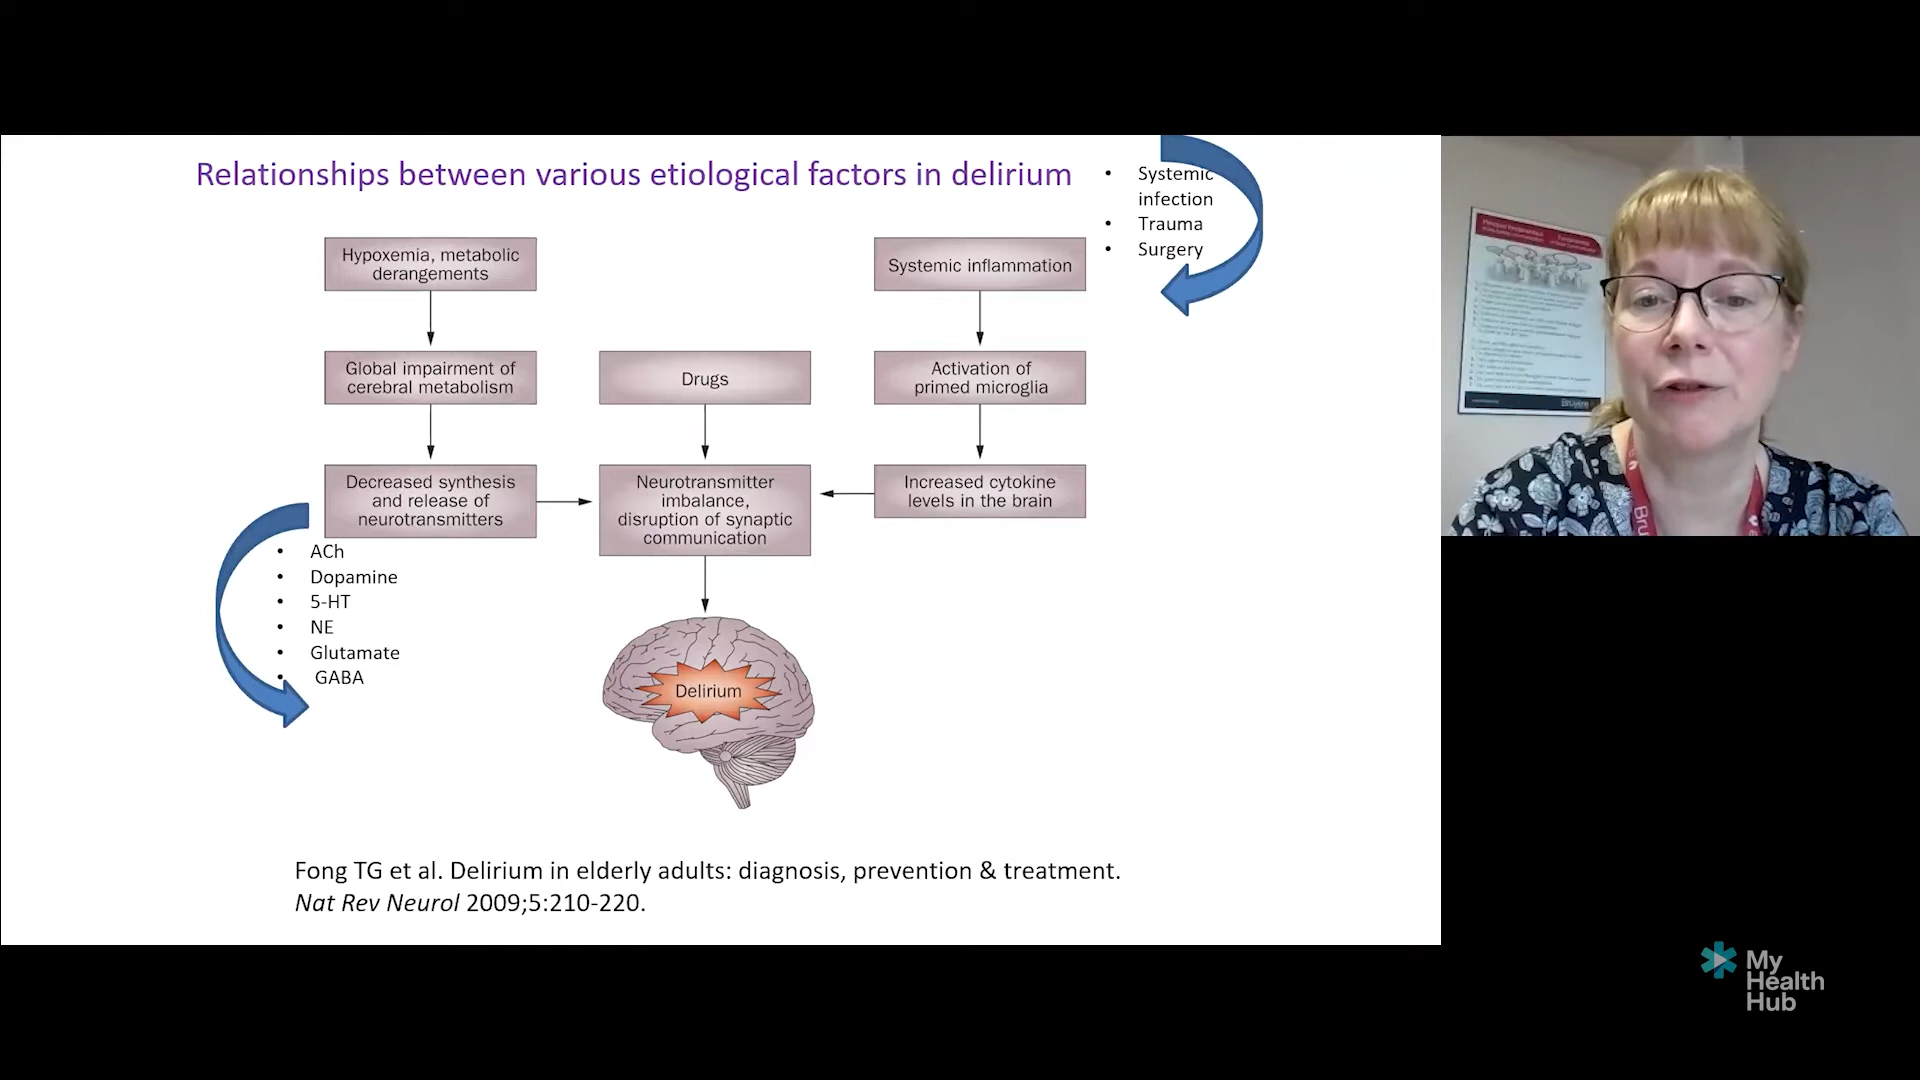 Relationships between various etiological factors in delirium
• Systemic
infection
• Trauma
• Surgery
Hypoxemia, metabolic
derangements
Systemic inflammation
Global impairment of
cerebral metabolism
Drugs
Activation of
primed microglia
Decreased synthesis
and release of
neurotransmitters
Neurotransmitter
imbalance,
disruption of synaptic
communication
Increased cytokine
levels in the brain
• ACh
• Dopamine
• 5-HT
• NE
• Glutamate
• GABA
Delirium
Fong TG et al. Delirium in elderly adults: diagnosis, prevention & treatment.
Nat Rev Neurol 2009;5:210-220.
Bruyère
Bru
My
Health
Hub